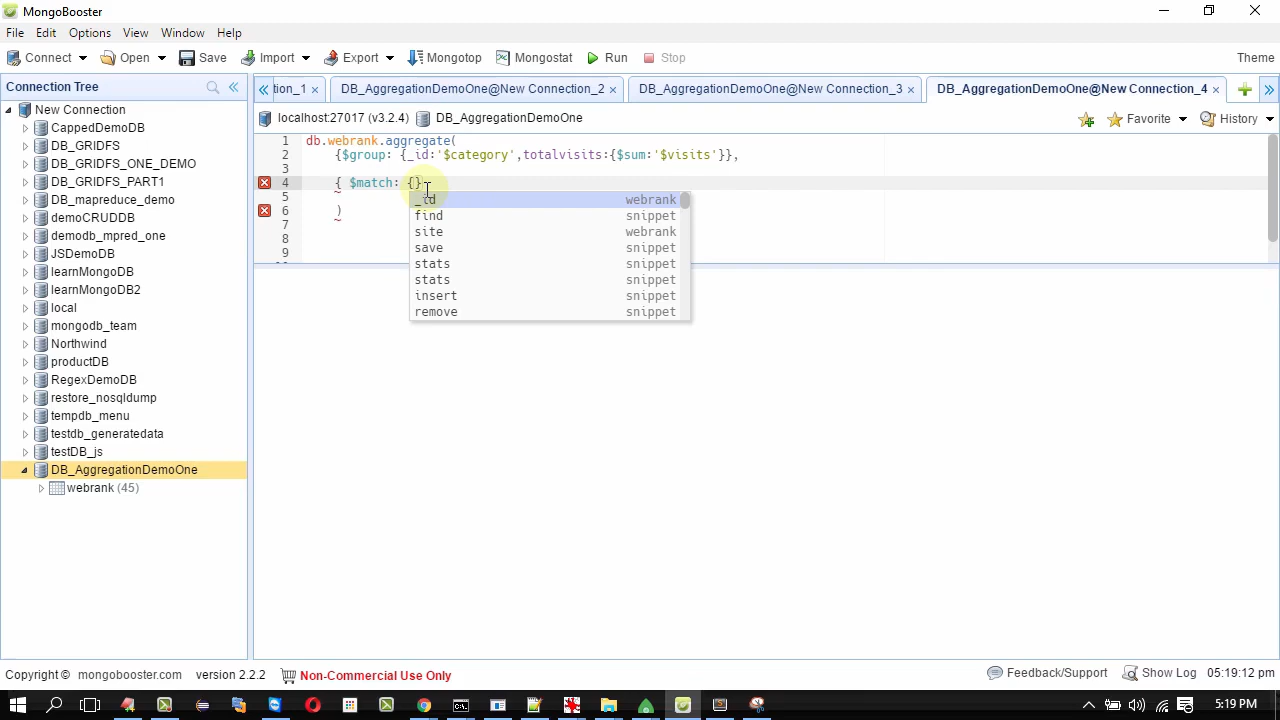 MongoBooster
File Edit Options View Window Help
Connect Open Save Import Export Mongotop Mongostat Run Stop Theme
Connection Tree
tion_1 DB_AggregationDemoOne@New Connection_2 DB_AggregationDemoOne@New Connection_3 DB_AggregationDemoOne@New Connection_4
New Connection
CappedDemoDB
DB_GRIDFS
DB_GRIDFS_ONE_DEMO
DB_GRIDFS_PART1
DB_mapreduce_demo
demoCRUDDB
demodb_mpred_one
JSDemoDB
learnMongoDB
learnMongoDB2
local
mongodb_team
Northwind
productDB
RegexDemoDB
restore_nosqldump
tempdb_menu
testdb_generatedata
testDB_js
DB_AggregationDemoOne
webrank (45)
localhost:27017 (v3.2.4) DB_AggregationDemoOne Favorite History
1 db.webrank.aggregate(
2 {$group: {_id:'$category',totalvisits:{$sum:'$visits'}},
3
4 { $match: {}
5
6 )
7
8
9
_id webrank
find snippet
site webrank
save snippet
stats snippet
stats snippet
insert snippet
remove snippet
Copyright © mongobooster.com version 2.2.2 Non-Commercial Use Only Feedback/Support Show Log 05:19:12 pm
5:19 PM